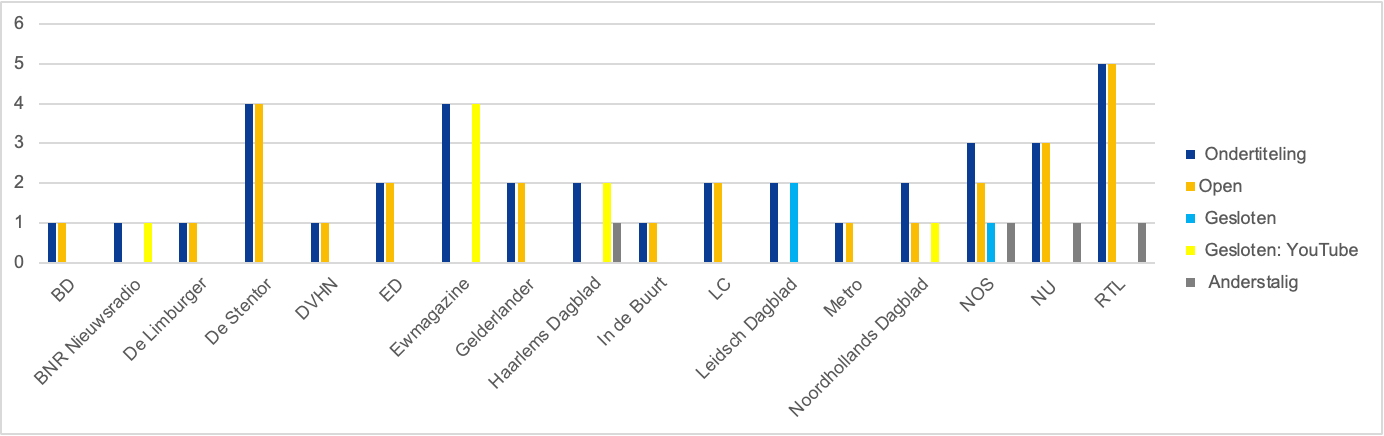 6
5
4
3
2
1
0
BD
BNR Nieuwsradio
De Limburger
De Stentor
DVHN
ED
Ewmagazine
Gelderlander
Haarlems Dagblad
In de Buurt
LC
Leidsch Dagblad
Metro
Noordhollands Dagblad
NOS
NU
RTL
Ondertiteling
Open
Gesloten
Gesloten: YouTube
Anderstalig